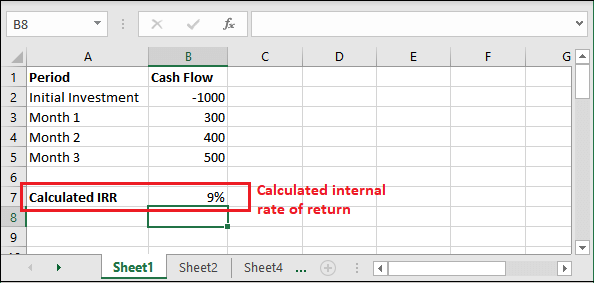 B8 fx
A B C D E F G
1 Period Cash Flow
2 Initial Investment -1000
3 Month 1 300
4 Month 2 400
5 Month 3 500
6
7 Calculated IRR 9% Calculated internal
8 rate of return
9
Sheet1 Sheet2 Sheet4 ...